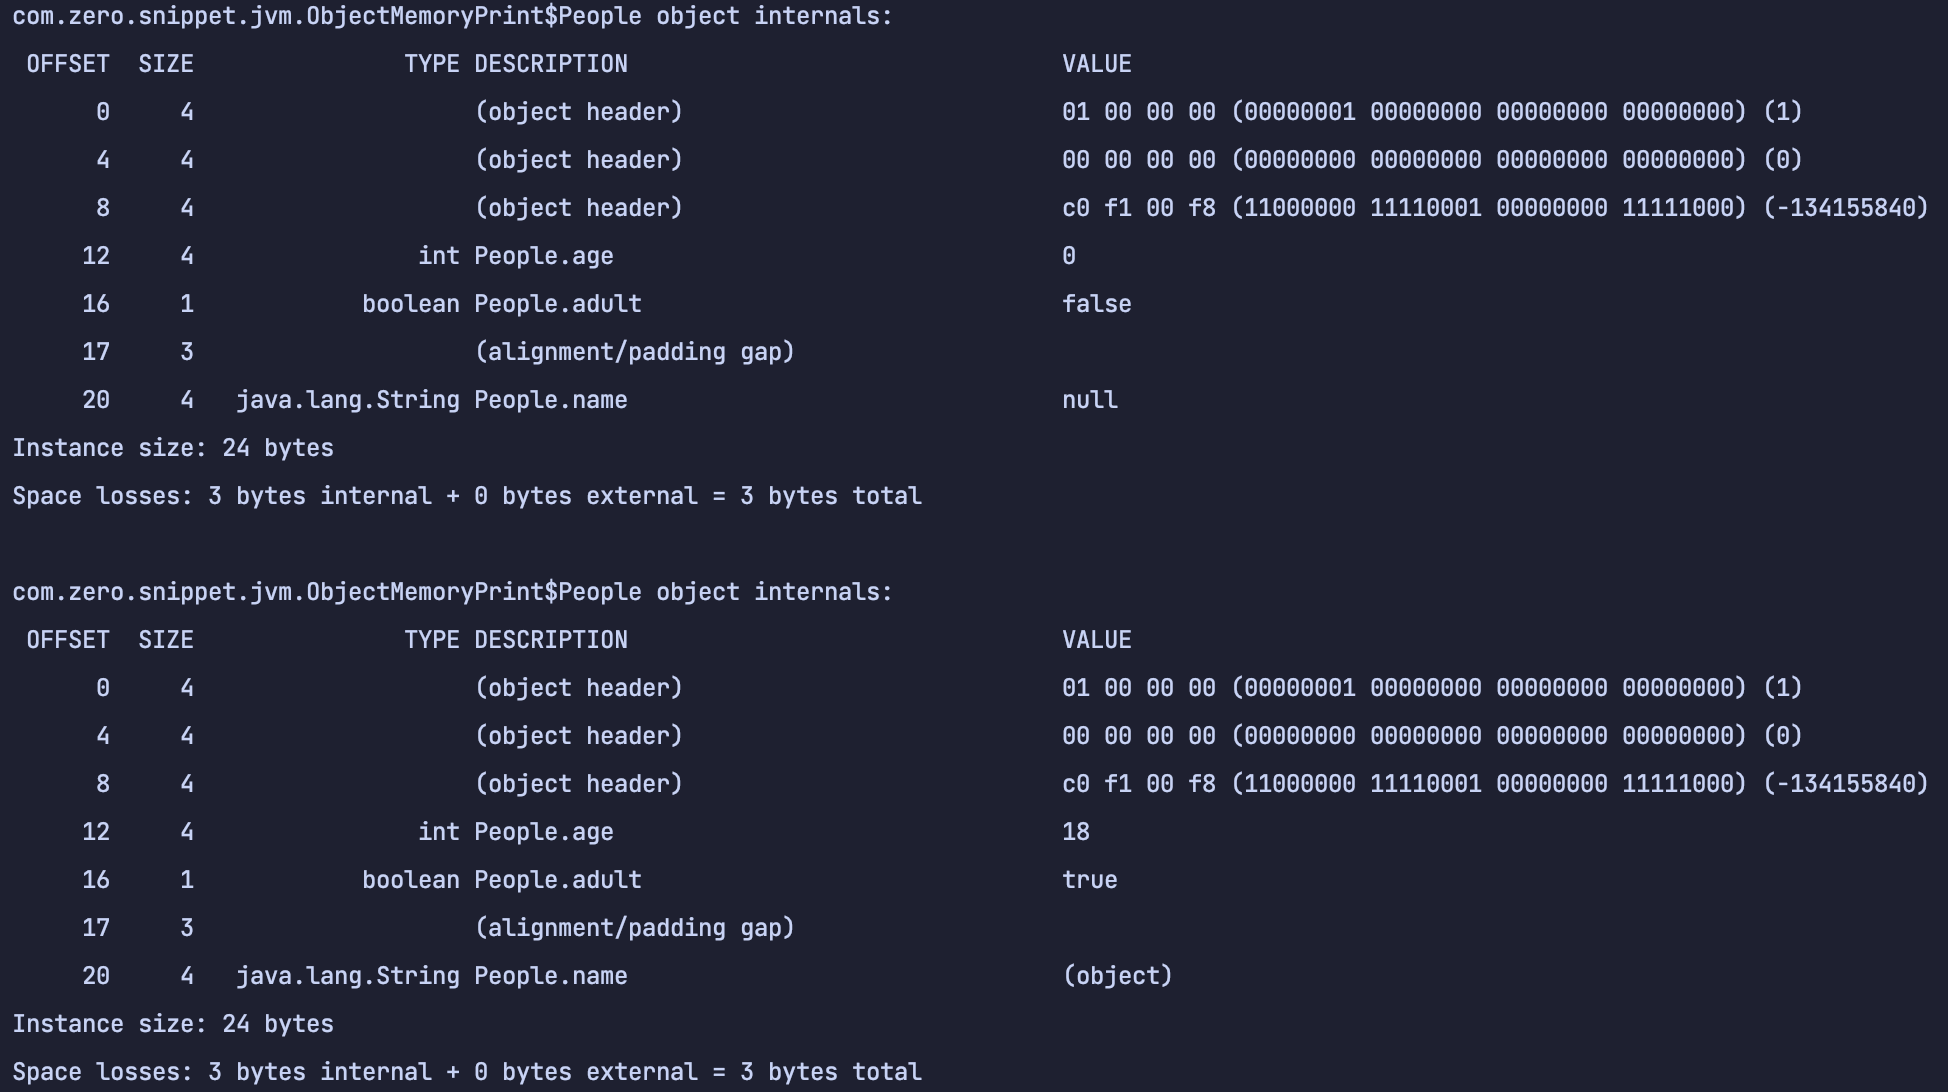 com.zero.snippet.jvm.ObjectMemoryPrint$People object internals:
 OFFSET  SIZE               TYPE DESCRIPTION                               VALUE
      0     4                    (object header)                           01 00 00 00 (00000001 00000000 00000000 00000000) (1)
      4     4                    (object header)                           00 00 00 00 (00000000 00000000 00000000 00000000) (0)
      8     4                    (object header)                           c0 f1 00 f8 (11000000 11110001 00000000 11111000) (-134155840)
     12     4                int People.age                                0
     16     1            boolean People.adult                              false
     17     3                    (alignment/padding gap)
     20     4   java.lang.String People.name                               null
Instance size: 24 bytes
Space losses: 3 bytes internal + 0 bytes external = 3 bytes total

com.zero.snippet.jvm.ObjectMemoryPrint$People object internals:
 OFFSET  SIZE               TYPE DESCRIPTION                               VALUE
      0     4                    (object header)                           01 00 00 00 (00000001 00000000 00000000 00000000) (1)
      4     4                    (object header)                           00 00 00 00 (00000000 00000000 00000000 00000000) (0)
      8     4                    (object header)                           c0 f1 00 f8 (11000000 11110001 00000000 11111000) (-134155840)
     12     4                int People.age                                18
     16     1            boolean People.adult                              true
     17     3                    (alignment/padding gap)
     20     4   java.lang.String People.name                               (object)
Instance size: 24 bytes
Space losses: 3 bytes internal + 0 bytes external = 3 bytes total